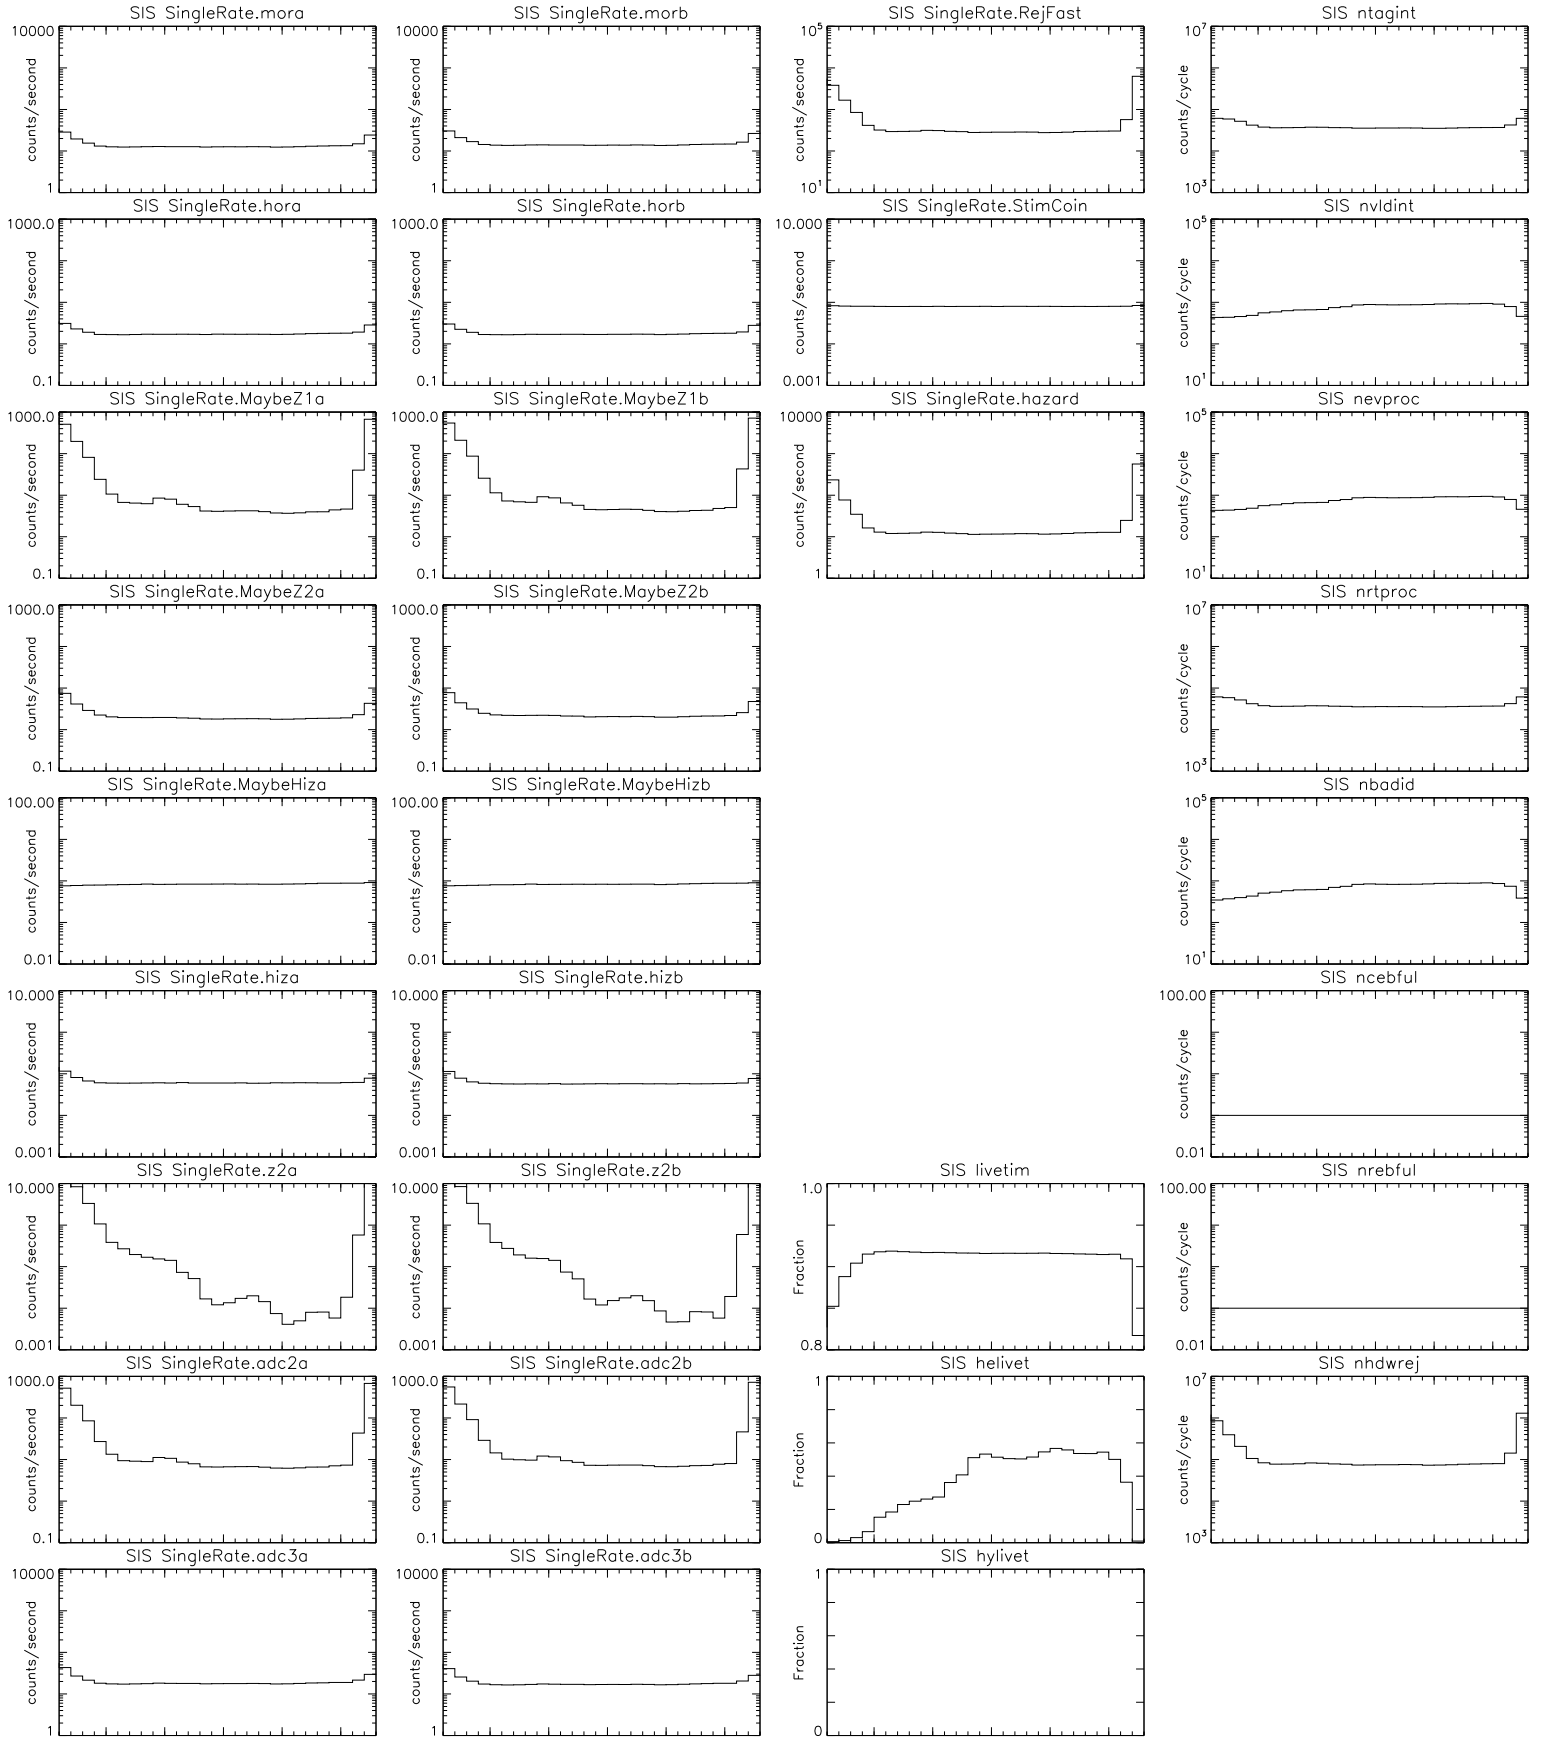 SIS SingleRate.mora
10000
counts/second
1
SIS SingleRate.morb
10000
counts/second
1
SIS SingleRate.RejFast
10^5
counts/second
10^1
SIS ntagint
10^7
counts/cycle
10^3
SIS SingleRate.hora
1000.0
counts/second
0.1
SIS SingleRate.horb
1000.0
counts/second
0.1
SIS SingleRate.StimCoin
10.000
counts/second
0.001
SIS nvldint
10^5
counts/cycle
10^1
SIS SingleRate.MaybeZ1a
1000.0
counts/second
0.1
SIS SingleRate.MaybeZ1b
1000.0
counts/second
0.1
SIS SingleRate.hazard
10000
counts/second
1
SIS nevproc
10^5
counts/cycle
10^1
SIS SingleRate.MaybeZ2a
1000.0
counts/second
0.1
SIS SingleRate.MaybeZ2b
1000.0
counts/second
0.1
SIS nrtproc
10^7
counts/cycle
10^3
SIS SingleRate.MaybeHiza
100.00
counts/second
0.01
SIS SingleRate.MaybeHizb
100.00
counts/second
0.01
SIS nbadid
10^5
counts/cycle
10^1
SIS SingleRate.hiza
10.000
counts/second
0.001
SIS SingleRate.hizb
10.000
counts/second
0.001
SIS ncebful
100.00
counts/cycle
0.01
SIS SingleRate.z2a
10.000
counts/second
0.001
SIS SingleRate.z2b
10.000
counts/second
0.001
SIS livetim
1.0
Fraction
0.8
SIS nrebful
100.00
counts/cycle
0.01
SIS SingleRate.adc2a
1000.0
counts/second
0.1
SIS SingleRate.adc2b
1000.0
counts/second
0.1
SIS helivet
1
Fraction
0
SIS nhdwrej
10^7
counts/cycle
10^3
SIS SingleRate.adc3a
10000
counts/second
1
SIS SingleRate.adc3b
10000
counts/second
1
SIS hylivet
1
Fraction
0